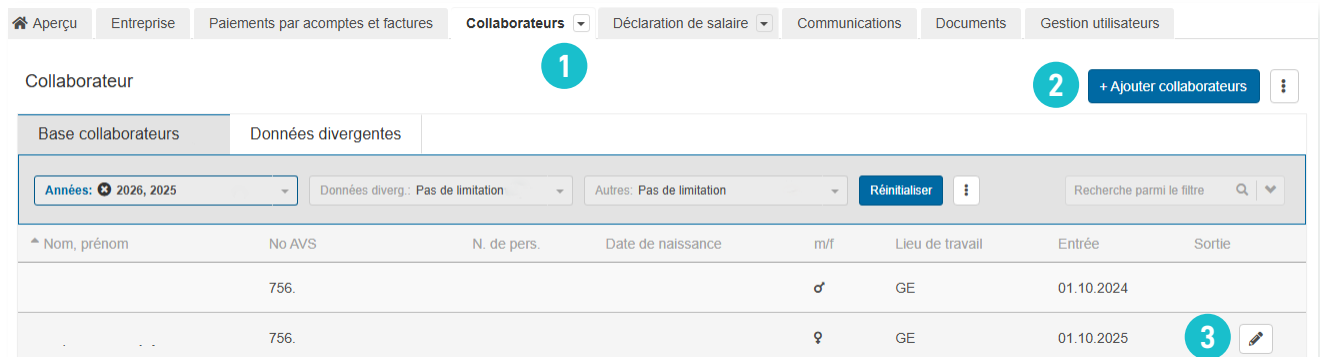 Aperçu Entreprise Paiements par acomptes et factures Collaborateurs Déclaration de salaire Communications Documents Gestion utilisateurs
1
Collaborateur
2 + Ajouter collaborateurs
Base collaborateurs Données divergentes
Années: 2026, 2025 Données diverg.: Pas de limitation Autres: Pas de limitation Réinitialiser Recherche parmi le filtre
Nom, prénom No AVS N. de pers. Date de naissance m/f Lieu de travail Entrée Sortie
756. ♂ GE 01.10.2024
756. ♀ GE 01.10.2025 3